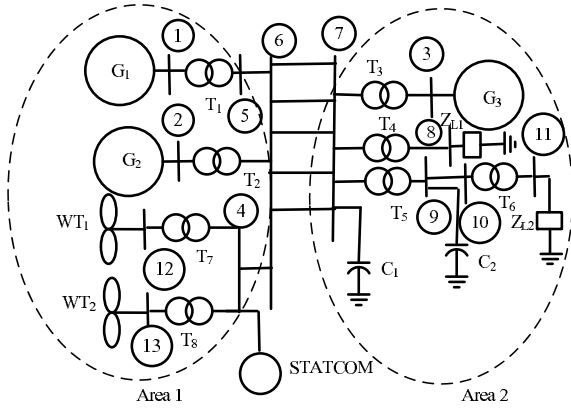 1
6
7
3
G1
T1
T3
G3
5
2
T4
8
ZL1
11
G2
T2
WT1
4
T5
9
10
T6
ZL2
12
T7
C1
C2
WT2
13
T8
STATCOM
Area 1
Area 2